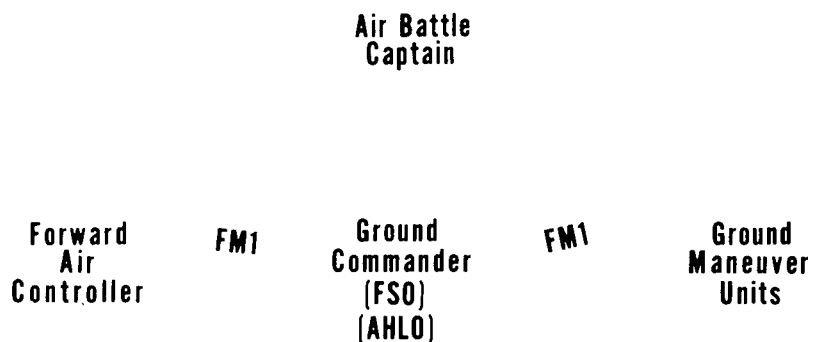 Air Battle
Captain
Forward
Air
Controller
FM1
Ground
Commander
(FSO)
(AHLO)
FM1
Ground
Maneuver
Units